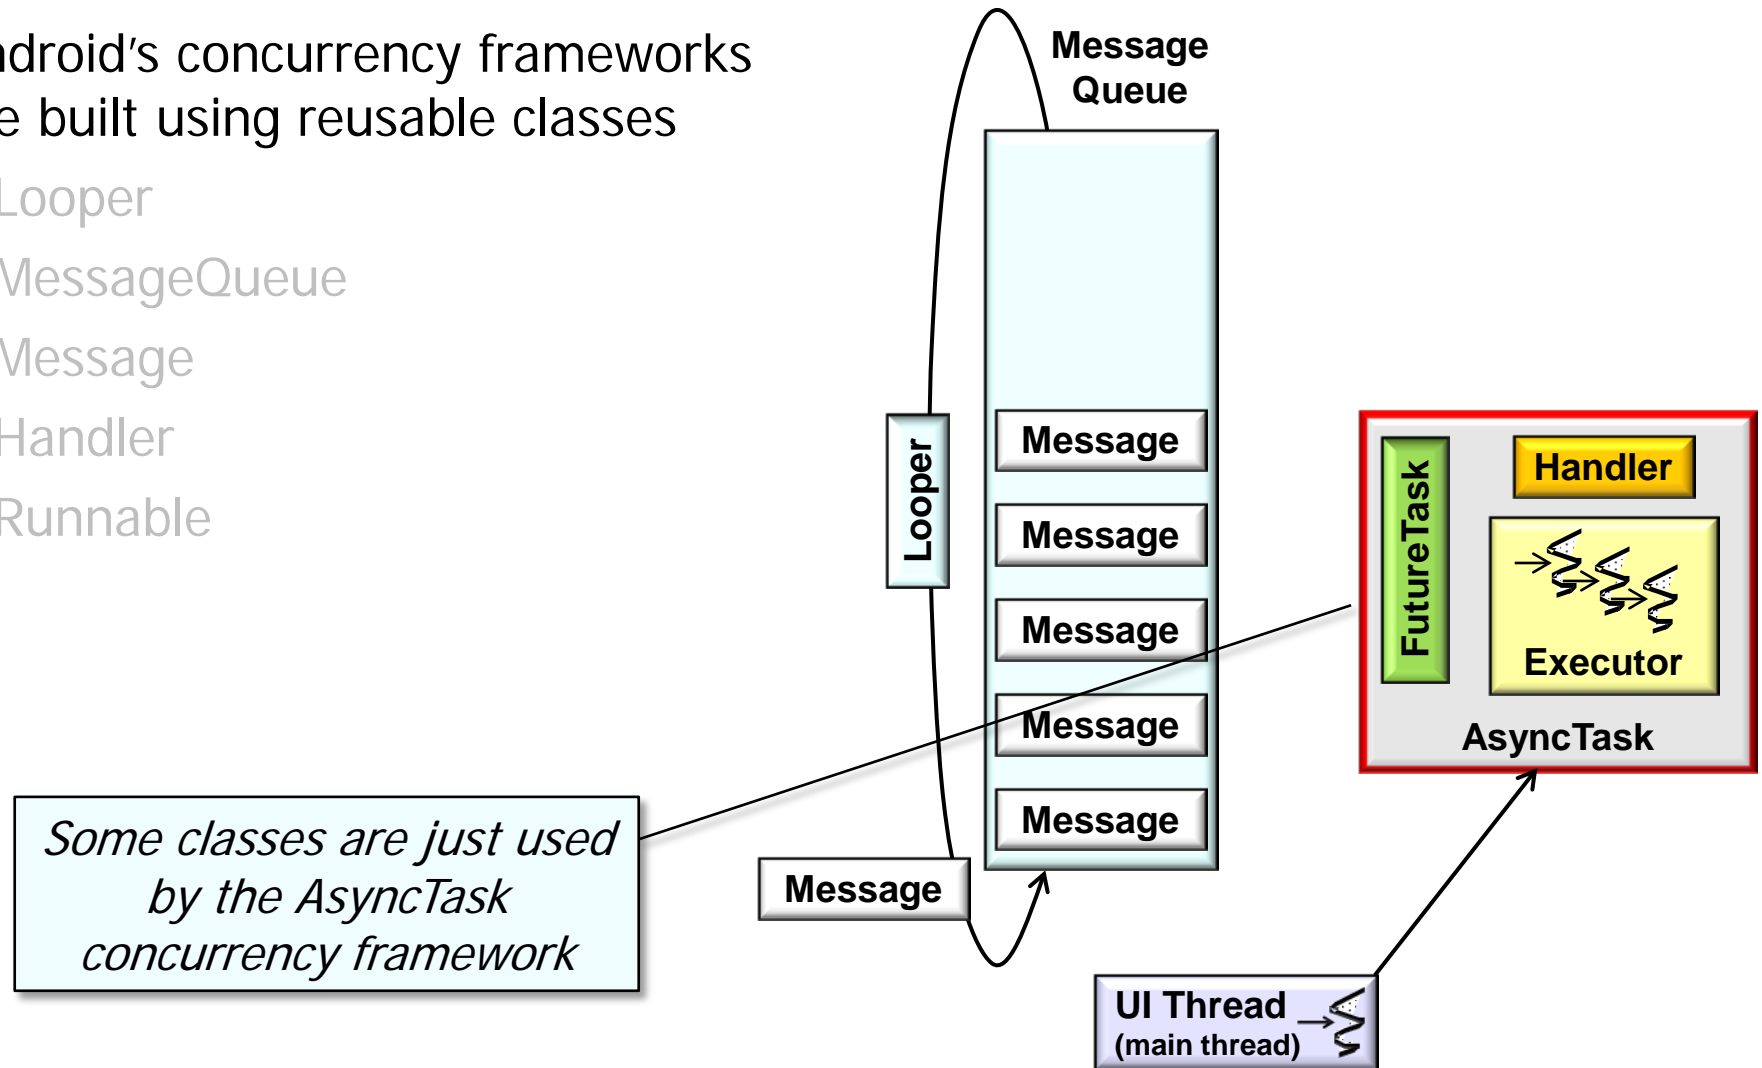 ndroid's concurrency frameworks
e built using reusable classes
Looper
MessageQueue
Message
Handler
Runnable
Message
Queue
Looper
Message
Message
Message
Message
Message
Message
FutureTask
Handler
Executor
AsyncTask
Some classes are just used
by the AsyncTask
concurrency framework
UI Thread
(main thread)